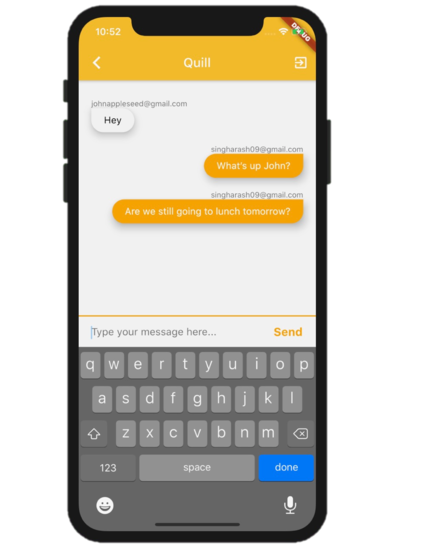 10:52
DEBUG
Quill
johnappleseed@gmail.com
Hey
singharash09@gmail.com
What's up John?
singharash09@gmail.com
Are we still going to lunch tomorrow?
Type your message here...
Send
q w e r t y u i o p
a s d f g h j k l
z x c v b n m
123 space done